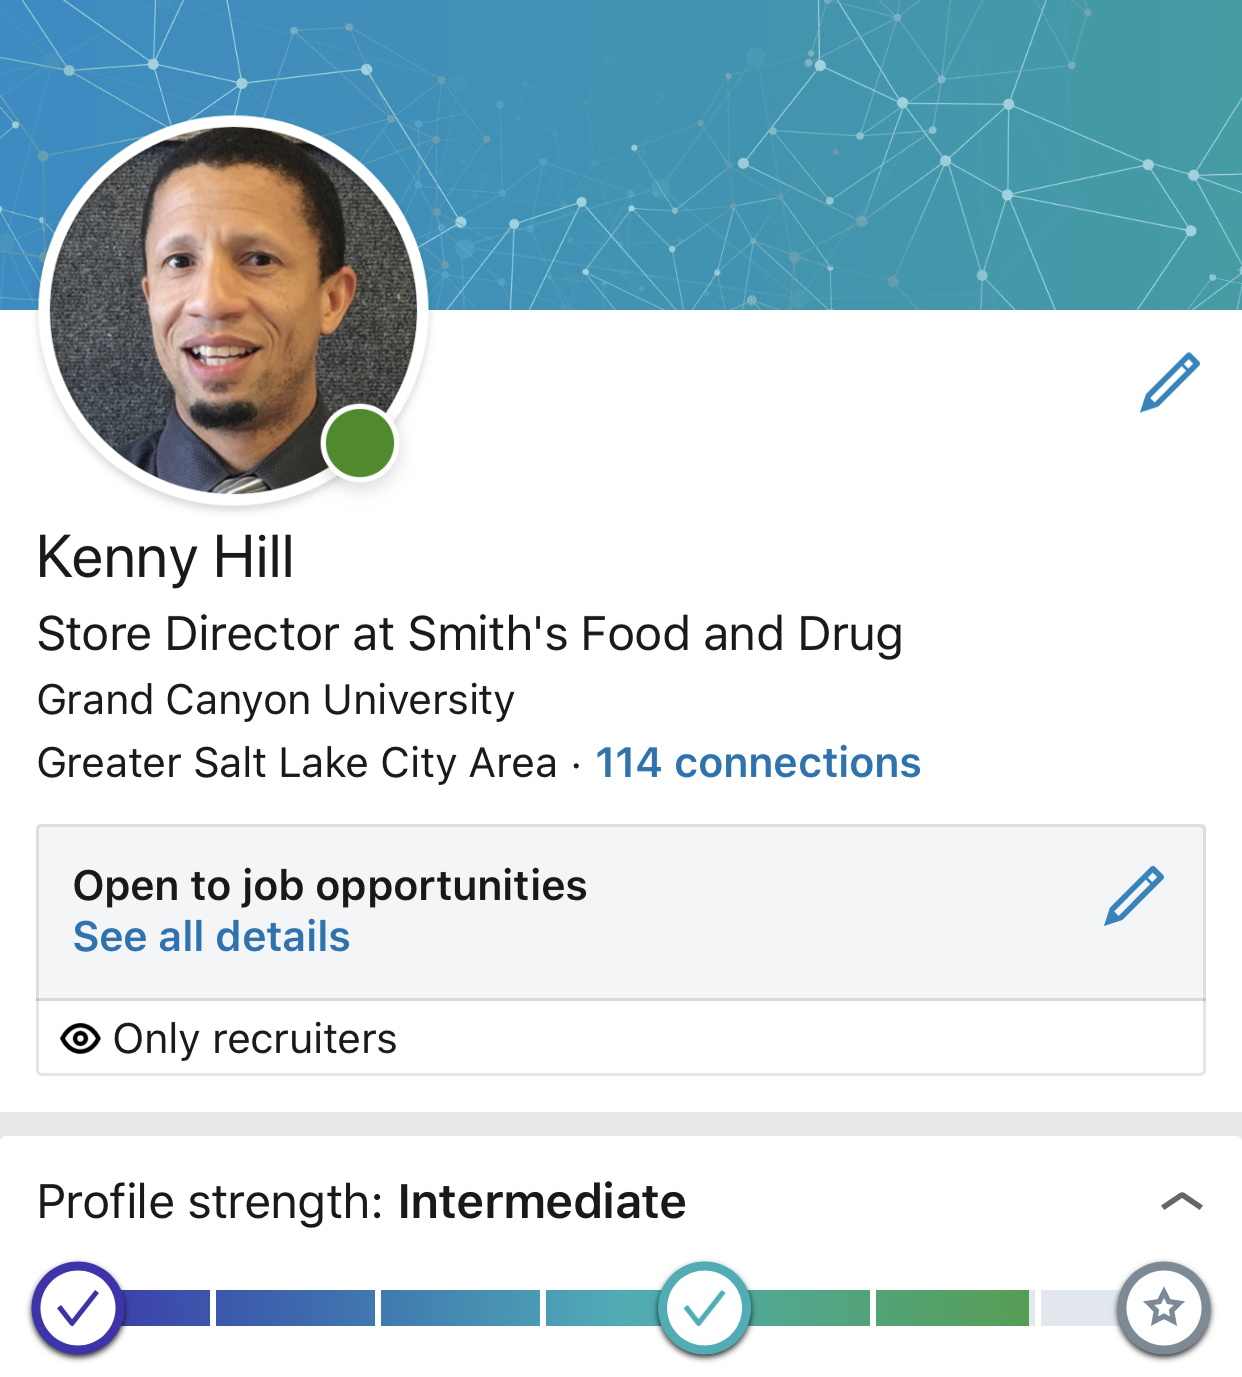 Kenny Hill
Store Director at Smith's Food and Drug
Grand Canyon University
Greater Salt Lake City Area · 114 connections
Open to job opportunities
See all details
Only recruiters
Profile strength: Intermediate